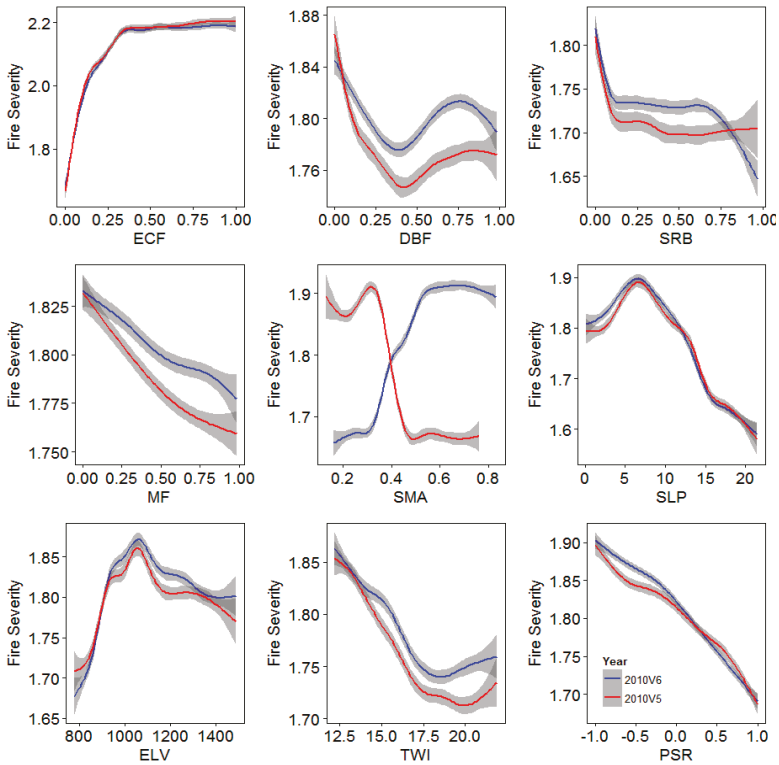 Fire Severity
2.2
2.0
1.8
0.00 0.25 0.50 0.75 1.00
ECF
Fire Severity
1.88
1.84
1.80
1.76
0.00 0.25 0.50 0.75 1.00
DBF
Fire Severity
1.80
1.75
1.70
1.65
0.00 0.25 0.50 0.75 1.00
SRB
Fire Severity
1.825
1.800
1.775
1.750
0.00 0.25 0.50 0.75 1.00
MF
Fire Severity
1.9
1.8
1.7
0.2 0.4 0.6 0.8
SMA
Fire Severity
1.9
1.8
1.7
1.6
0 5 10 15 20
SLP
Fire Severity
1.85
1.80
1.75
1.70
1.65
800 1000 1200 1400
ELV
Fire Severity
1.85
1.80
1.75
1.70
12.5 15.0 17.5 20.0
TWI
Fire Severity
1.90
1.85
1.80
1.75
1.70
Year
2010V6
2010V5
-1.0 -0.5 0.0 0.5 1.0
PSR